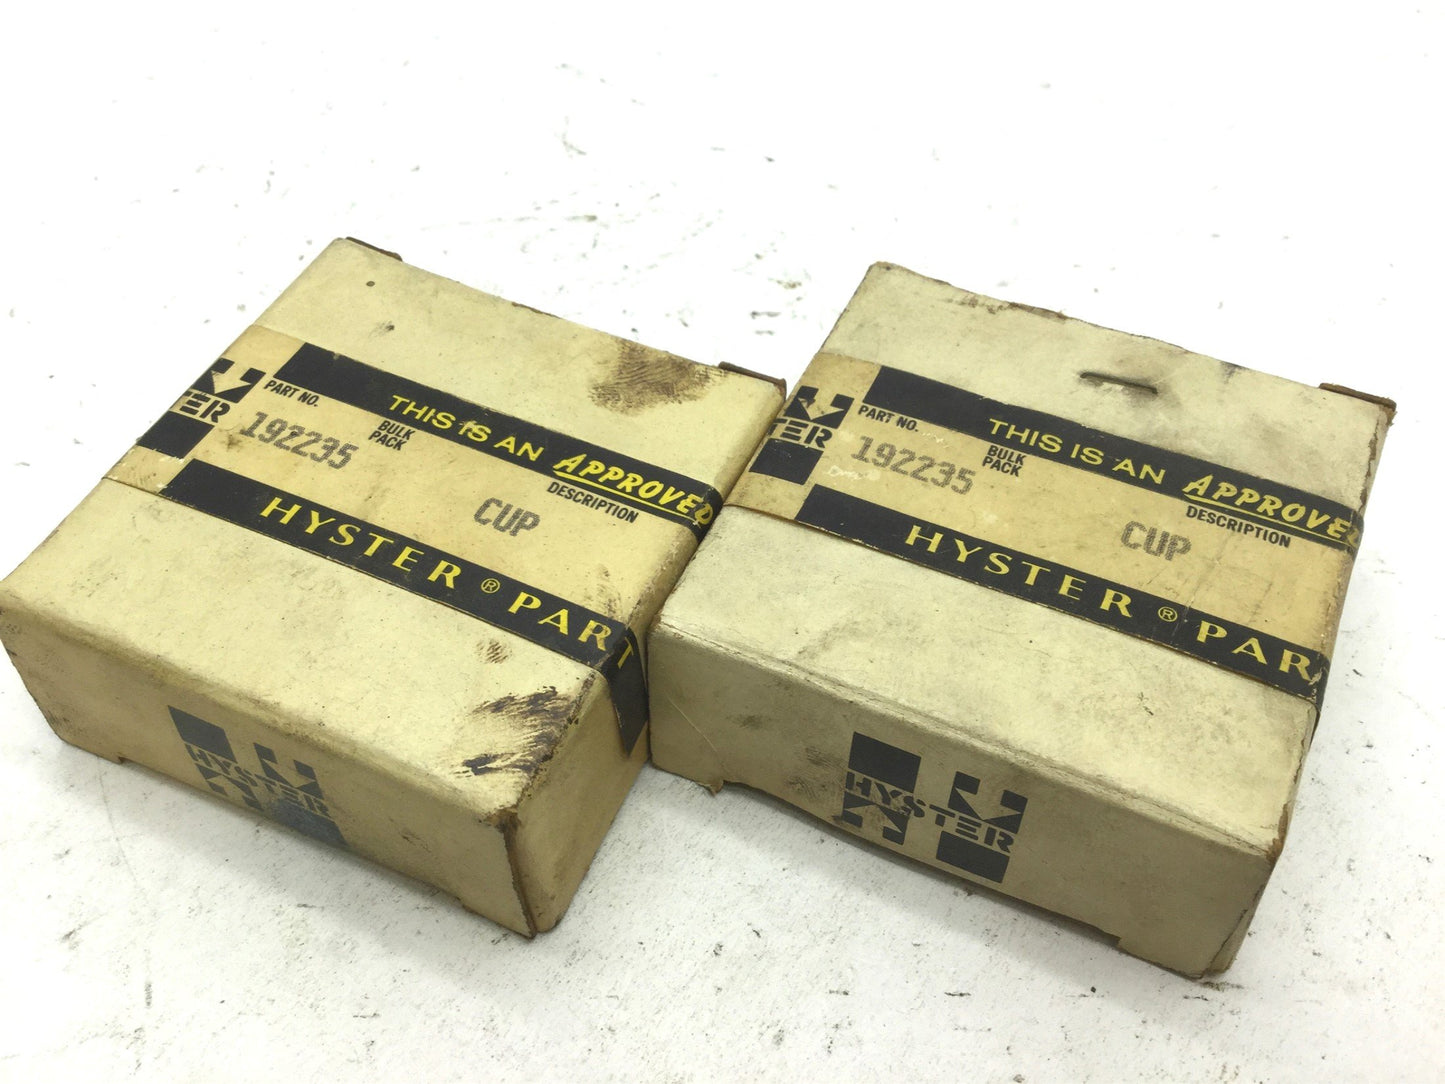 THIS IS AN APPROVED
TER
PART NO.
192235
BULK
PACK
DESCRIPTION
CUP
HYSTER ® PART
HYSTER
THIS IS AN APPROVED
TER
PART NO.
192235
BULK
PACK
DESCRIPTION
CUP
HYSTER ® PAR
HYSTER